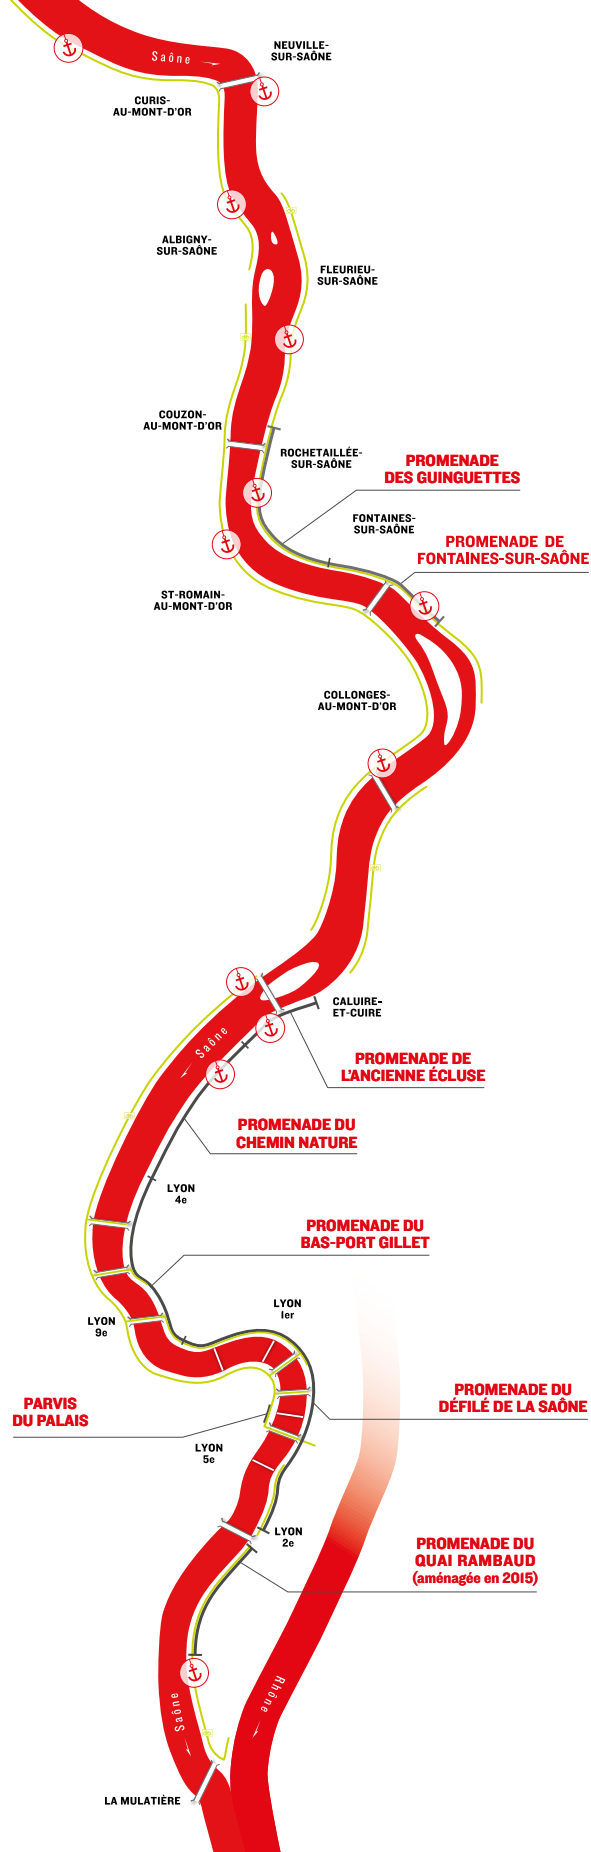 Saône
NEUVILLE-
SUR-SAÔNE
CURIS-
AU-MONT-D'OR
ALBIGNY-
SUR-SAÔNE
FLEURIEU-
SUR-SAÔNE
COUZON-
AU-MONT-D'OR
ROCHETAILLÉE-
SUR-SAÔNE
PROMENADE
DES GUINGUETTES
FONTAINES-
SUR-SAÔNE
PROMENADE DE
FONTAINES-SUR-SAÔNE
ST-ROMAIN-
AU-MONT-D'OR
COLLONGES-
AU-MONT-D'OR
CALUIRE-
ET-CUIRE
Saône
PROMENADE DE
L'ANCIENNE ÉCLUSE
PROMENADE DU
CHEMIN NATURE
LYON
4e
PROMENADE DU
BAS-PORT GILLET
LYON
1er
LYON
9e
PARVIS
DU PALAIS
PROMENADE DU
DÉFILÉ DE LA SAÔNE
LYON
5e
LYON
2e
PROMENADE DU
QUAI RAMBAUD
(aménagée en 2015)
Saône
Rhône
LA MULATIÈRE